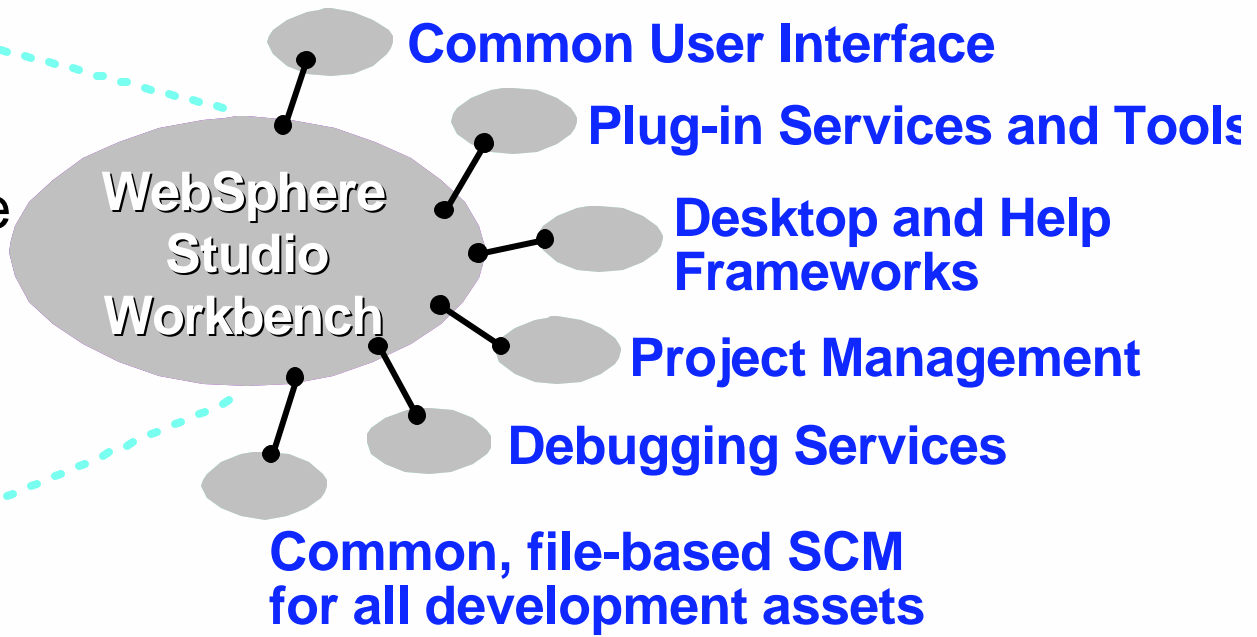 Common User Interface
Plug-in Services and Tools
e
WebSphere
Studio
Workbench
Desktop and Help
Frameworks
Project Management
Debugging Services
Common, file-based SCM
for all development assets